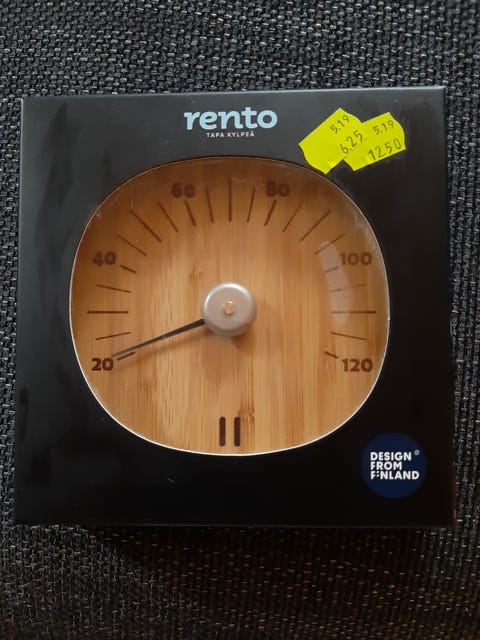 rento
TAPA KYLPEÄ
5.19
6.25
5.19
12.50
60
80
40
100
20
120
DESIGN
FROM
FINLAND